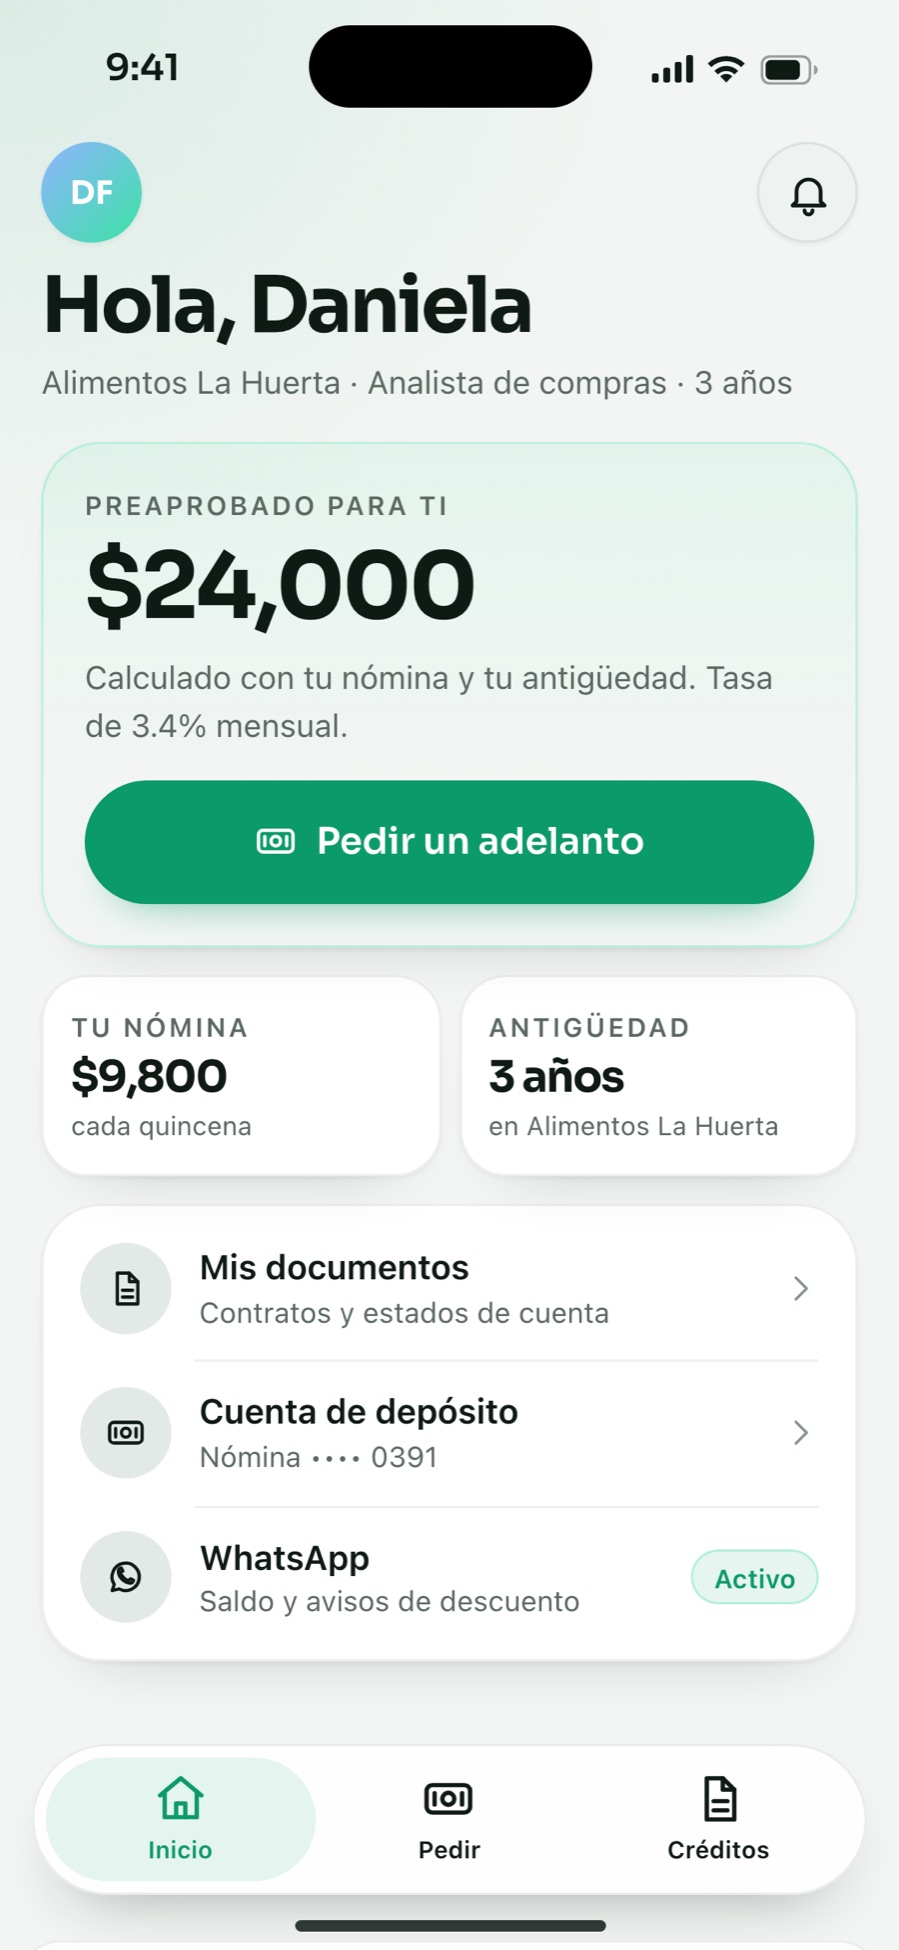 9:41
DF
Hola, Daniela
Alimentos La Huerta · Analista de compras · 3 años
PREAPROBADO PARA TI
$24,000
Calculado con tu nómina y tu antigüedad. Tasa
de 3.4% mensual.
Pedir un adelanto
TU NÓMINA
$9,800
cada quincena
ANTIGÜEDAD
3 años
en Alimentos La Huerta
Mis documentos
Contratos y estados de cuenta
Cuenta de depósito
Nómina •••• 0391
WhatsApp
Saldo y avisos de descuento
Activo
Inicio
Pedir
Créditos